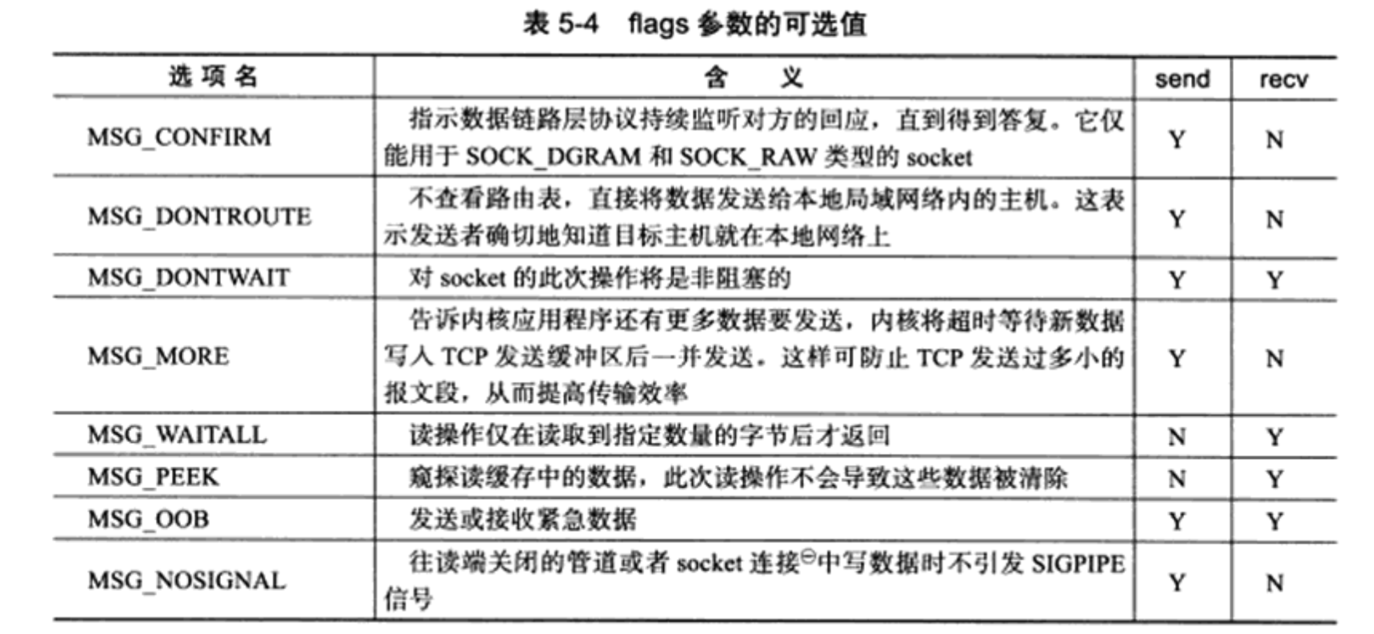 表 5-4 flags 参数的可选值
选项名 含 义 send recv
MSG_CONFIRM 指示数据链路层协议持续监听对方的回应，直到得到答复。它仅
能用于 SOCK_DGRAM 和 SOCK_RAW 类型的 socket Y N
MSG_DONTROUTE 不查看路由表，直接将数据发送给本地局域网络内的主机。这表
示发送者确切地知道目标主机就在本地网络上 Y N
MSG_DONTWAIT 对 socket 的此次操作将是非阻塞的 Y Y
告诉内核应用程序还有更多数据要发送，内核将超时等待新数据
MSG_MORE 写入 TCP 发送缓冲区后一并发送。这样可防止 TCP 发送过多小的 Y N
报文段，从而提高传输效率
MSG_WAITALL 读操作仅在读取到指定数量的字节后才返回 N Y
MSG_PEEK 窥探读缓存中的数据，此次读操作不会导致这些数据被清除 N Y
MSG_OOB 发送或接收紧急数据 Y Y
MSG_NOSIGNAL 往读端关闭的管道或者 socket 连接㊀中写数据时不引发 SIGPIPE
信号 Y N